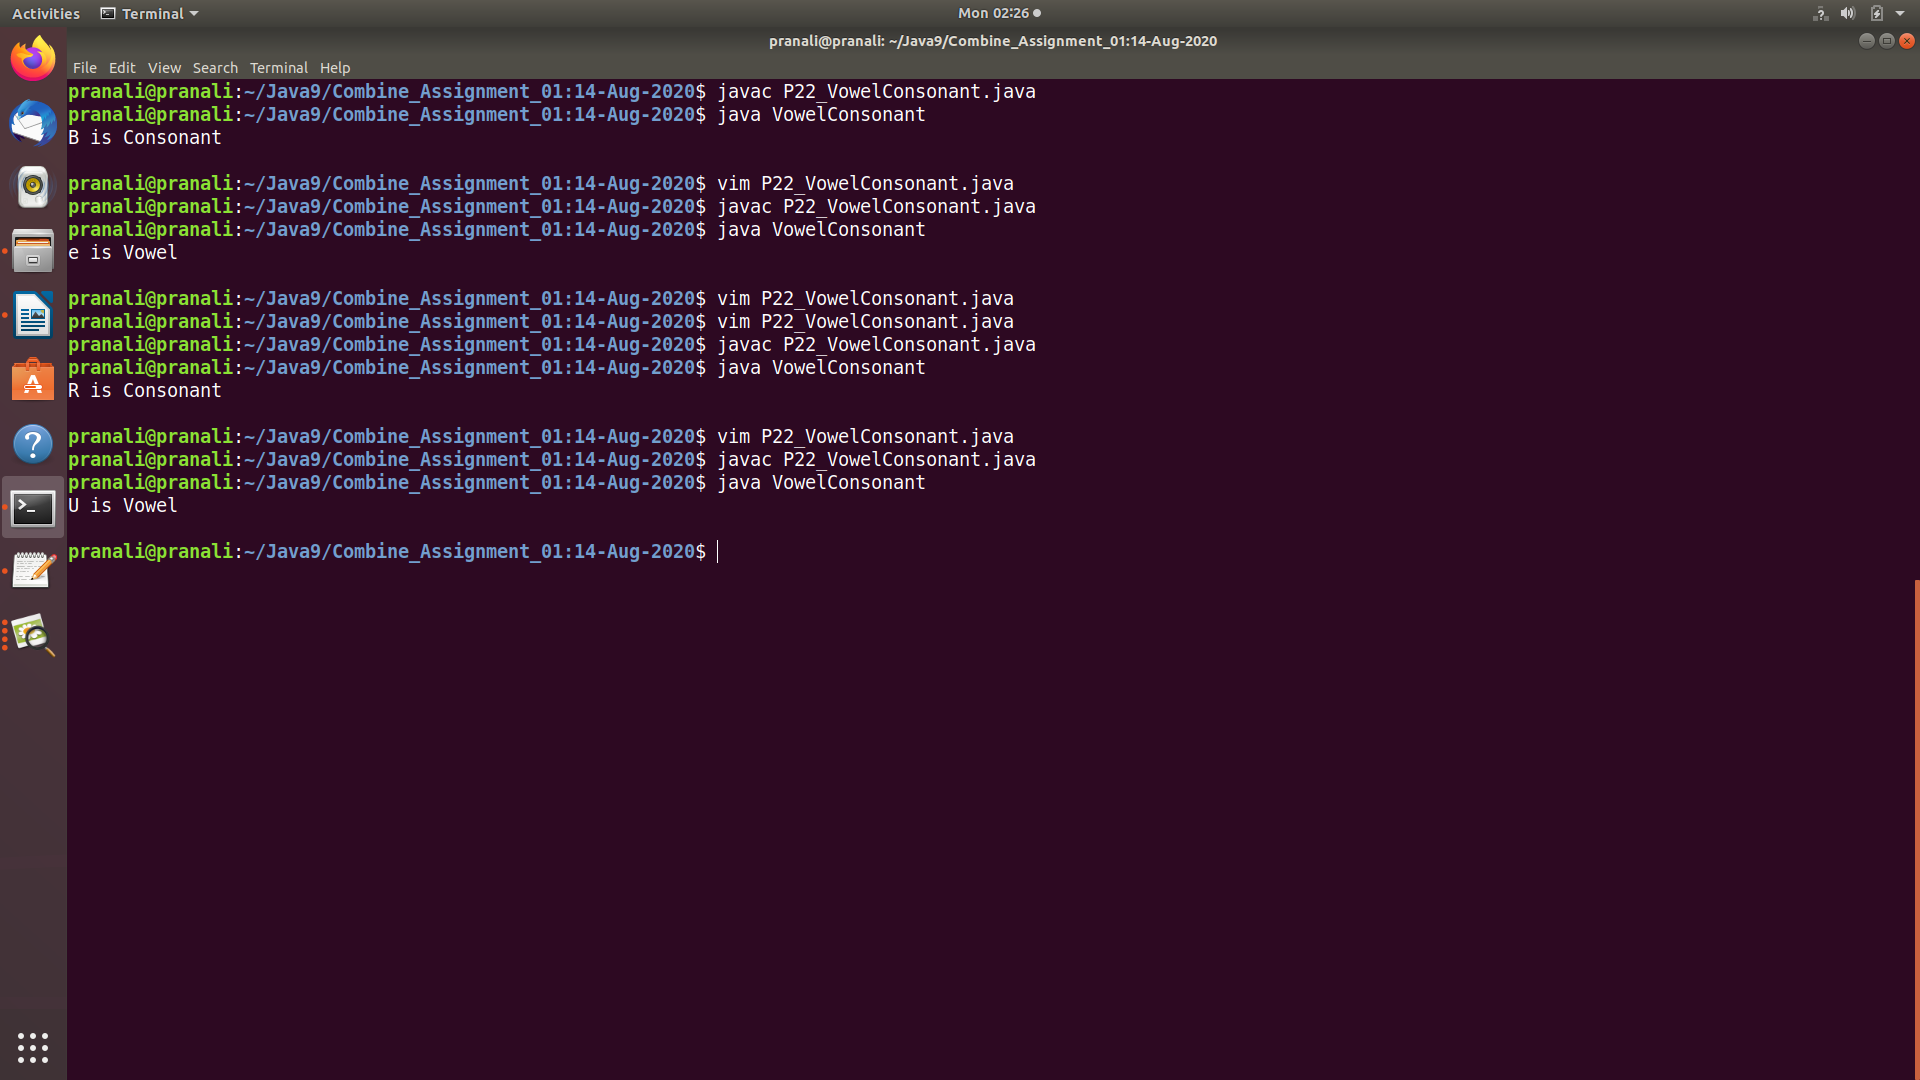 Activities Terminal Mon 02:26
pranali@pranali: ~/Java9/Combine_Assignment_01:14-Aug-2020
File Edit View Search Terminal Help
pranali@pranali:~/Java9/Combine_Assignment_01:14-Aug-2020$ javac P22_VowelConsonant.java
pranali@pranali:~/Java9/Combine_Assignment_01:14-Aug-2020$ java VowelConsonant
B is Consonant
pranali@pranali:~/Java9/Combine_Assignment_01:14-Aug-2020$ vim P22_VowelConsonant.java
pranali@pranali:~/Java9/Combine_Assignment_01:14-Aug-2020$ javac P22_VowelConsonant.java
pranali@pranali:~/Java9/Combine_Assignment_01:14-Aug-2020$ java VowelConsonant
e is Vowel
pranali@pranali:~/Java9/Combine_Assignment_01:14-Aug-2020$ vim P22_VowelConsonant.java
pranali@pranali:~/Java9/Combine_Assignment_01:14-Aug-2020$ vim P22_VowelConsonant.java
pranali@pranali:~/Java9/Combine_Assignment_01:14-Aug-2020$ javac P22_VowelConsonant.java
pranali@pranali:~/Java9/Combine_Assignment_01:14-Aug-2020$ java VowelConsonant
R is Consonant
pranali@pranali:~/Java9/Combine_Assignment_01:14-Aug-2020$ vim P22_VowelConsonant.java
pranali@pranali:~/Java9/Combine_Assignment_01:14-Aug-2020$ javac P22_VowelConsonant.java
pranali@pranali:~/Java9/Combine_Assignment_01:14-Aug-2020$ java VowelConsonant
U is Vowel
pranali@pranali:~/Java9/Combine_Assignment_01:14-Aug-2020$